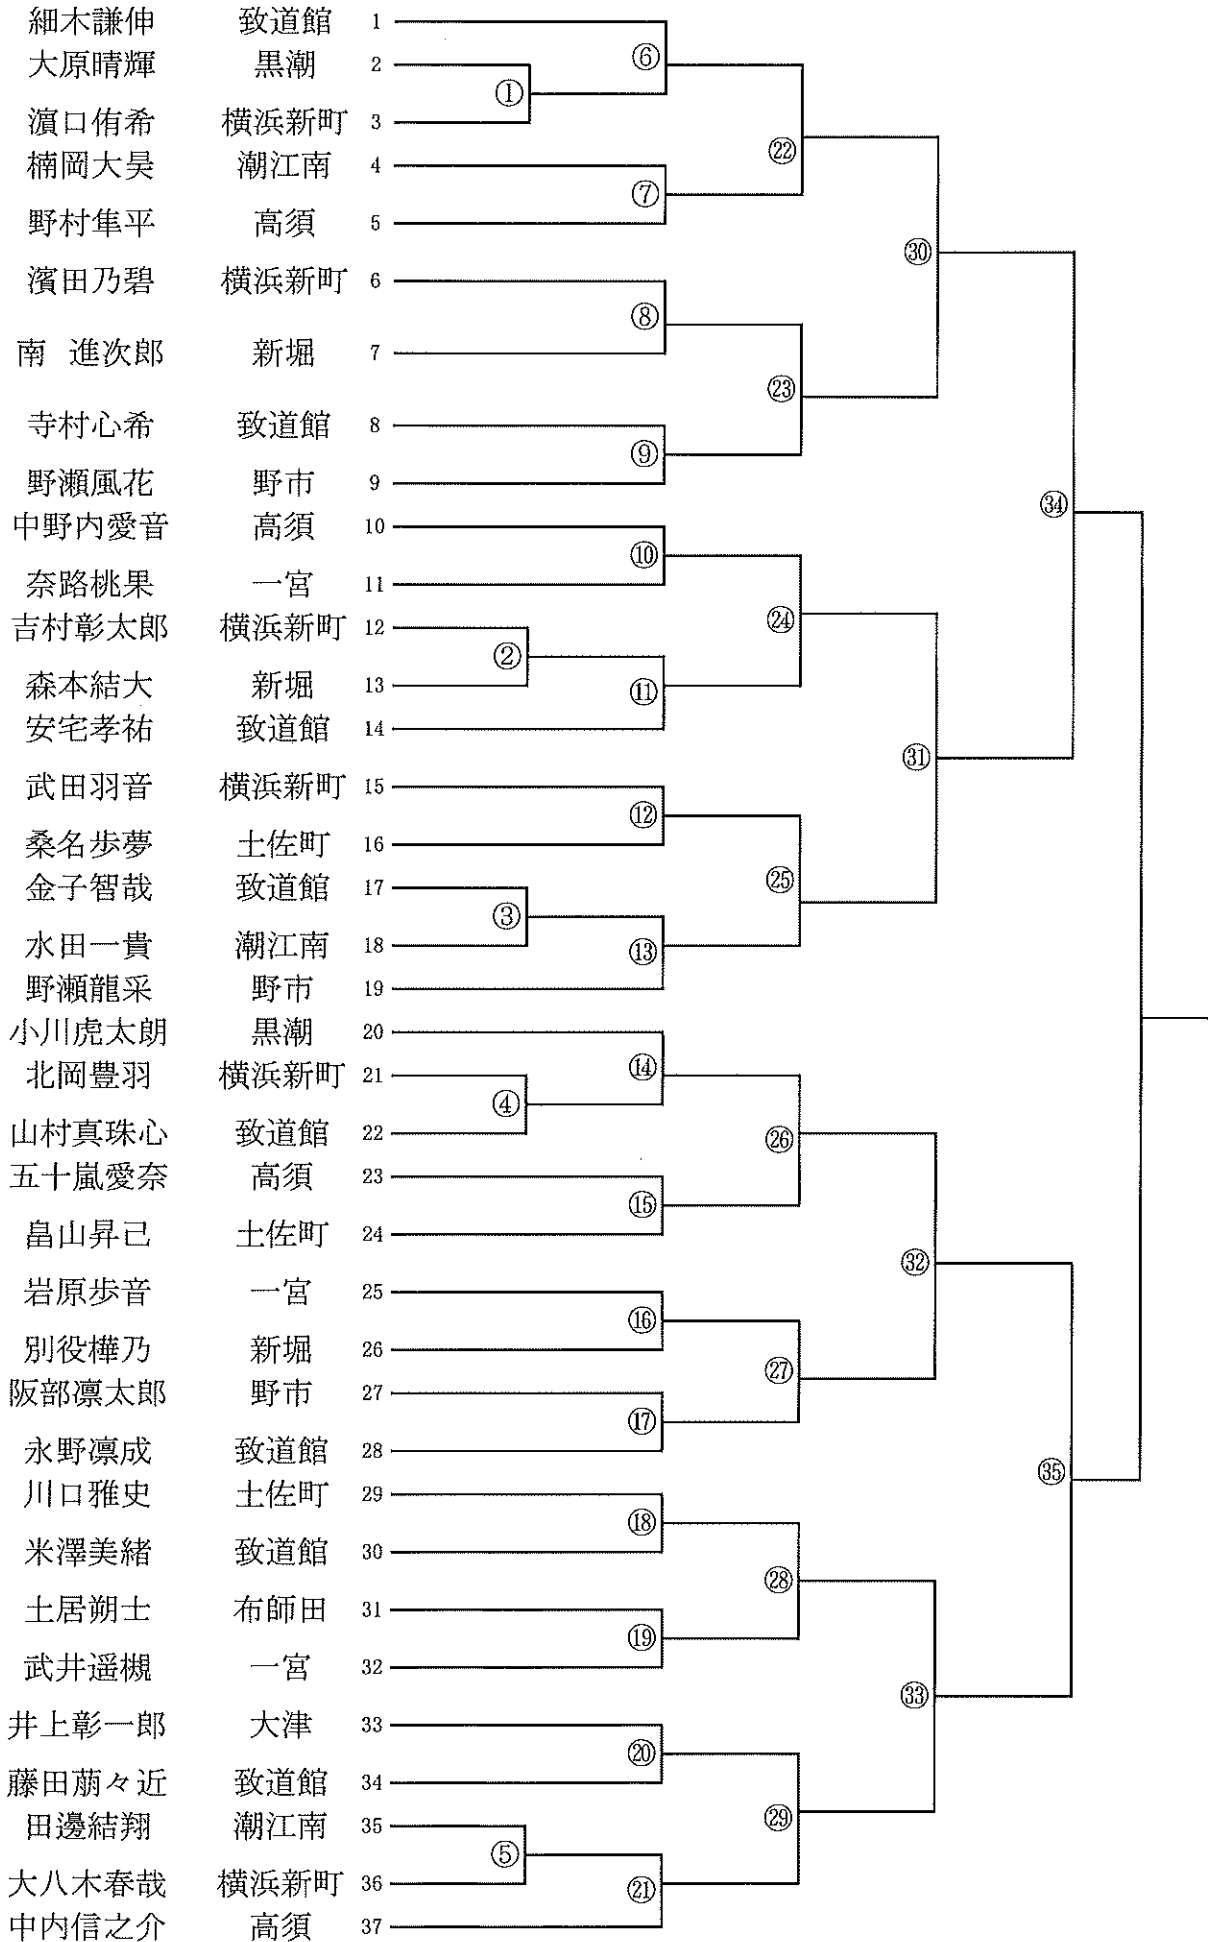 細木謙伸 致道館 1
⑥
大原晴輝 黒潮 2
①
濵口侑希 横浜新町 3
㉒
楠岡大昊 潮江南 4
⑦
野村隼平 高須 5
㉚
濱田乃碧 横浜新町 6
⑧
南 進次郎 新堀 7
㉓
寺村心希 致道館 8
⑨
野瀬風花 野市 9
㉞
中野内愛音 高須 10
⑩
奈路桃果 一宮 11
㉔
吉村彰太郎 横浜新町 12
②
森本結大 新堀 13
⑪
安宅孝祐 致道館 14
㉛
武田羽音 横浜新町 15
⑫
桑名歩夢 土佐町 16
㉕
金子智哉 致道館 17
③
水田一貴 潮江南 18
⑬
野瀬龍采 野市 19
小川虎太朗 黒潮 20
⑭
北岡豊羽 横浜新町 21
④
山村真珠心 致道館 22
㉖
五十嵐愛奈 高須 23
⑮
畠山昇己 土佐町 24
㉜
岩原歩音 一宮 25
⑯
別役樺乃 新堀 26
㉗
阪部凛太郎 野市 27
⑰
永野凛成 致道館 28
㉟
川口雅史 土佐町 29
⑱
米澤美緒 致道館 30
㉘
土居朔士 布師田 31
⑲
武井遥槻 一宮 32
㉝
井上彰一郎 大津 33
⑳
藤田萠々近 致道館 34
㉙
田邊結翔 潮江南 35
⑤
大八木春哉 横浜新町 36
㉑
中内信之介 高須 37